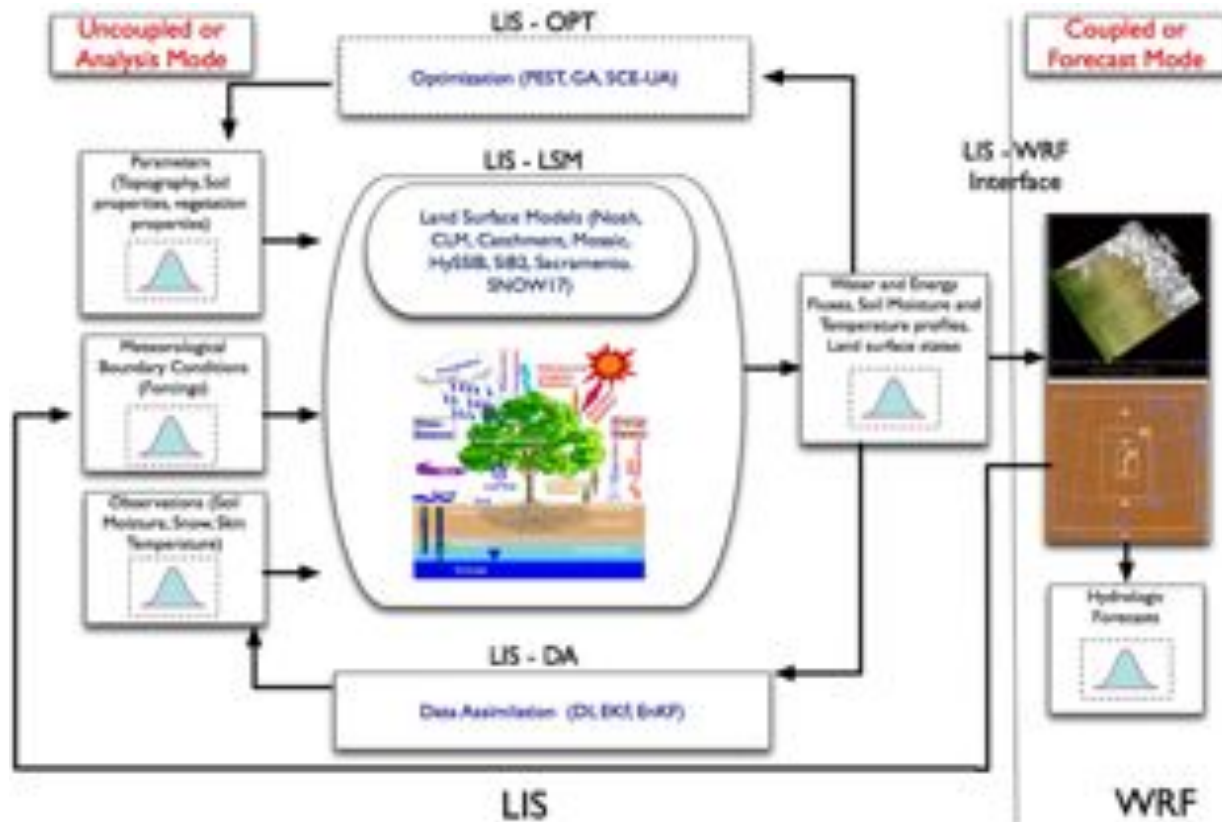 LIS - OPT
Uncoupled or
Analysis Mode
Coupled or
Forecast Mode
Optimization (PEST, GA, SCE-UA)
LIS - WRF
Interface
Parameters
(Topography, Soil
properties, vegetation
properties)
LIS - LSM
Land Surface Models (Noah,
CLM, Catchment, Mosaic,
HySSIB, SiB2, Sacramento,
SNOW17)
Water and Energy
Fluxes, Soil Moisture and
Temperature profiles,
Land surface states
Meteorological
Boundary Conditions
(Forcings)
Observations (Soil
Moisture, Snow, Skin
Temperature)
Hydrologic
Forecasts
LIS - DA
Data Assimilation (DI, EKF, EnKF)
LIS
WRF